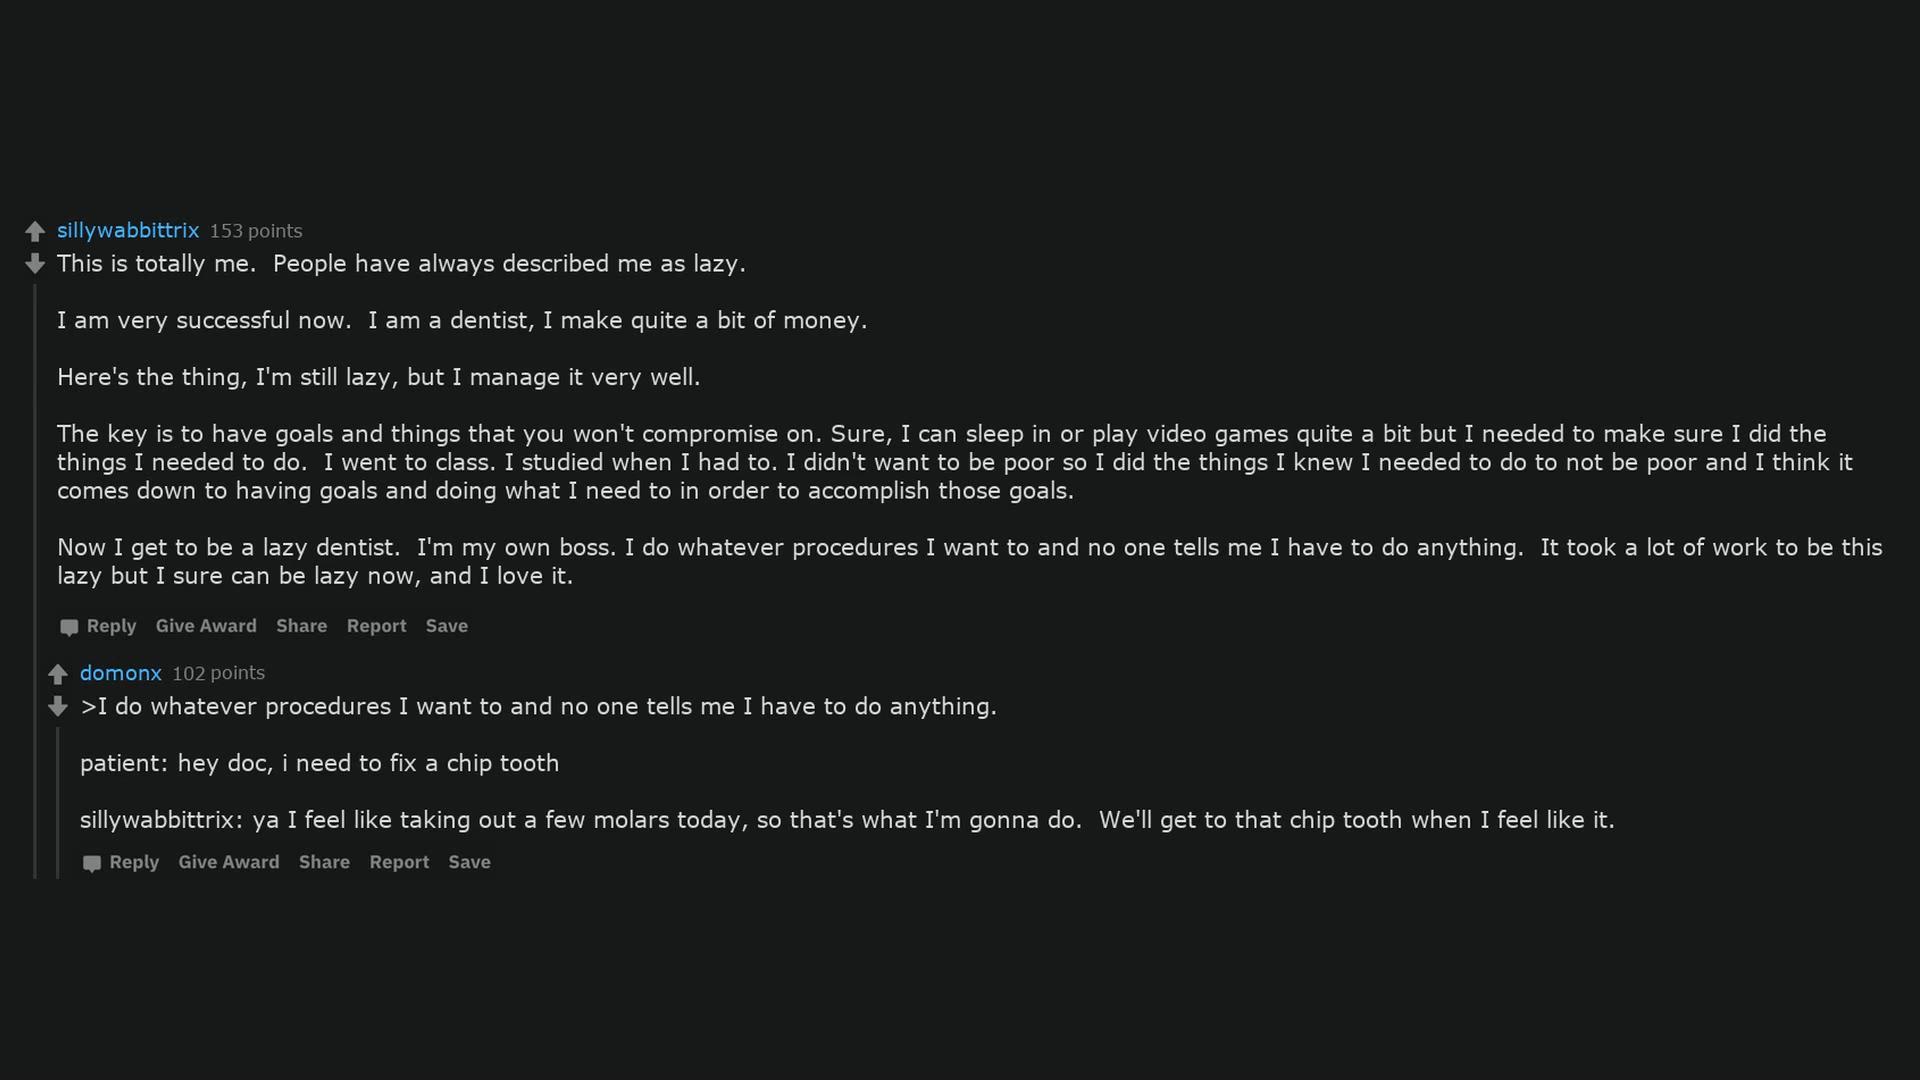 sillywabbittrix 153 points
This is totally me.  People have always described me as lazy.
I am very successful now.  I am a dentist, I make quite a bit of money.
Here's the thing, I'm still lazy, but I manage it very well.
The key is to have goals and things that you won't compromise on. Sure, I can sleep in or play video games quite a bit but I needed to make sure I did the
things I needed to do.  I went to class. I studied when I had to. I didn't want to be poor so I did the things I knew I needed to do to not be poor and I think it
comes down to having goals and doing what I need to in order to accomplish those goals.
Now I get to be a lazy dentist.  I'm my own boss. I do whatever procedures I want to and no one tells me I have to do anything.  It took a lot of work to be this
lazy but I sure can be lazy now, and I love it.
Reply Give Award Share Report Save
domonx 102 points
>I do whatever procedures I want to and no one tells me I have to do anything.
patient: hey doc, i need to fix a chip tooth
sillywabbittrix: ya I feel like taking out a few molars today, so that's what I'm gonna do.  We'll get to that chip tooth when I feel like it.
Reply Give Award Share Report Save